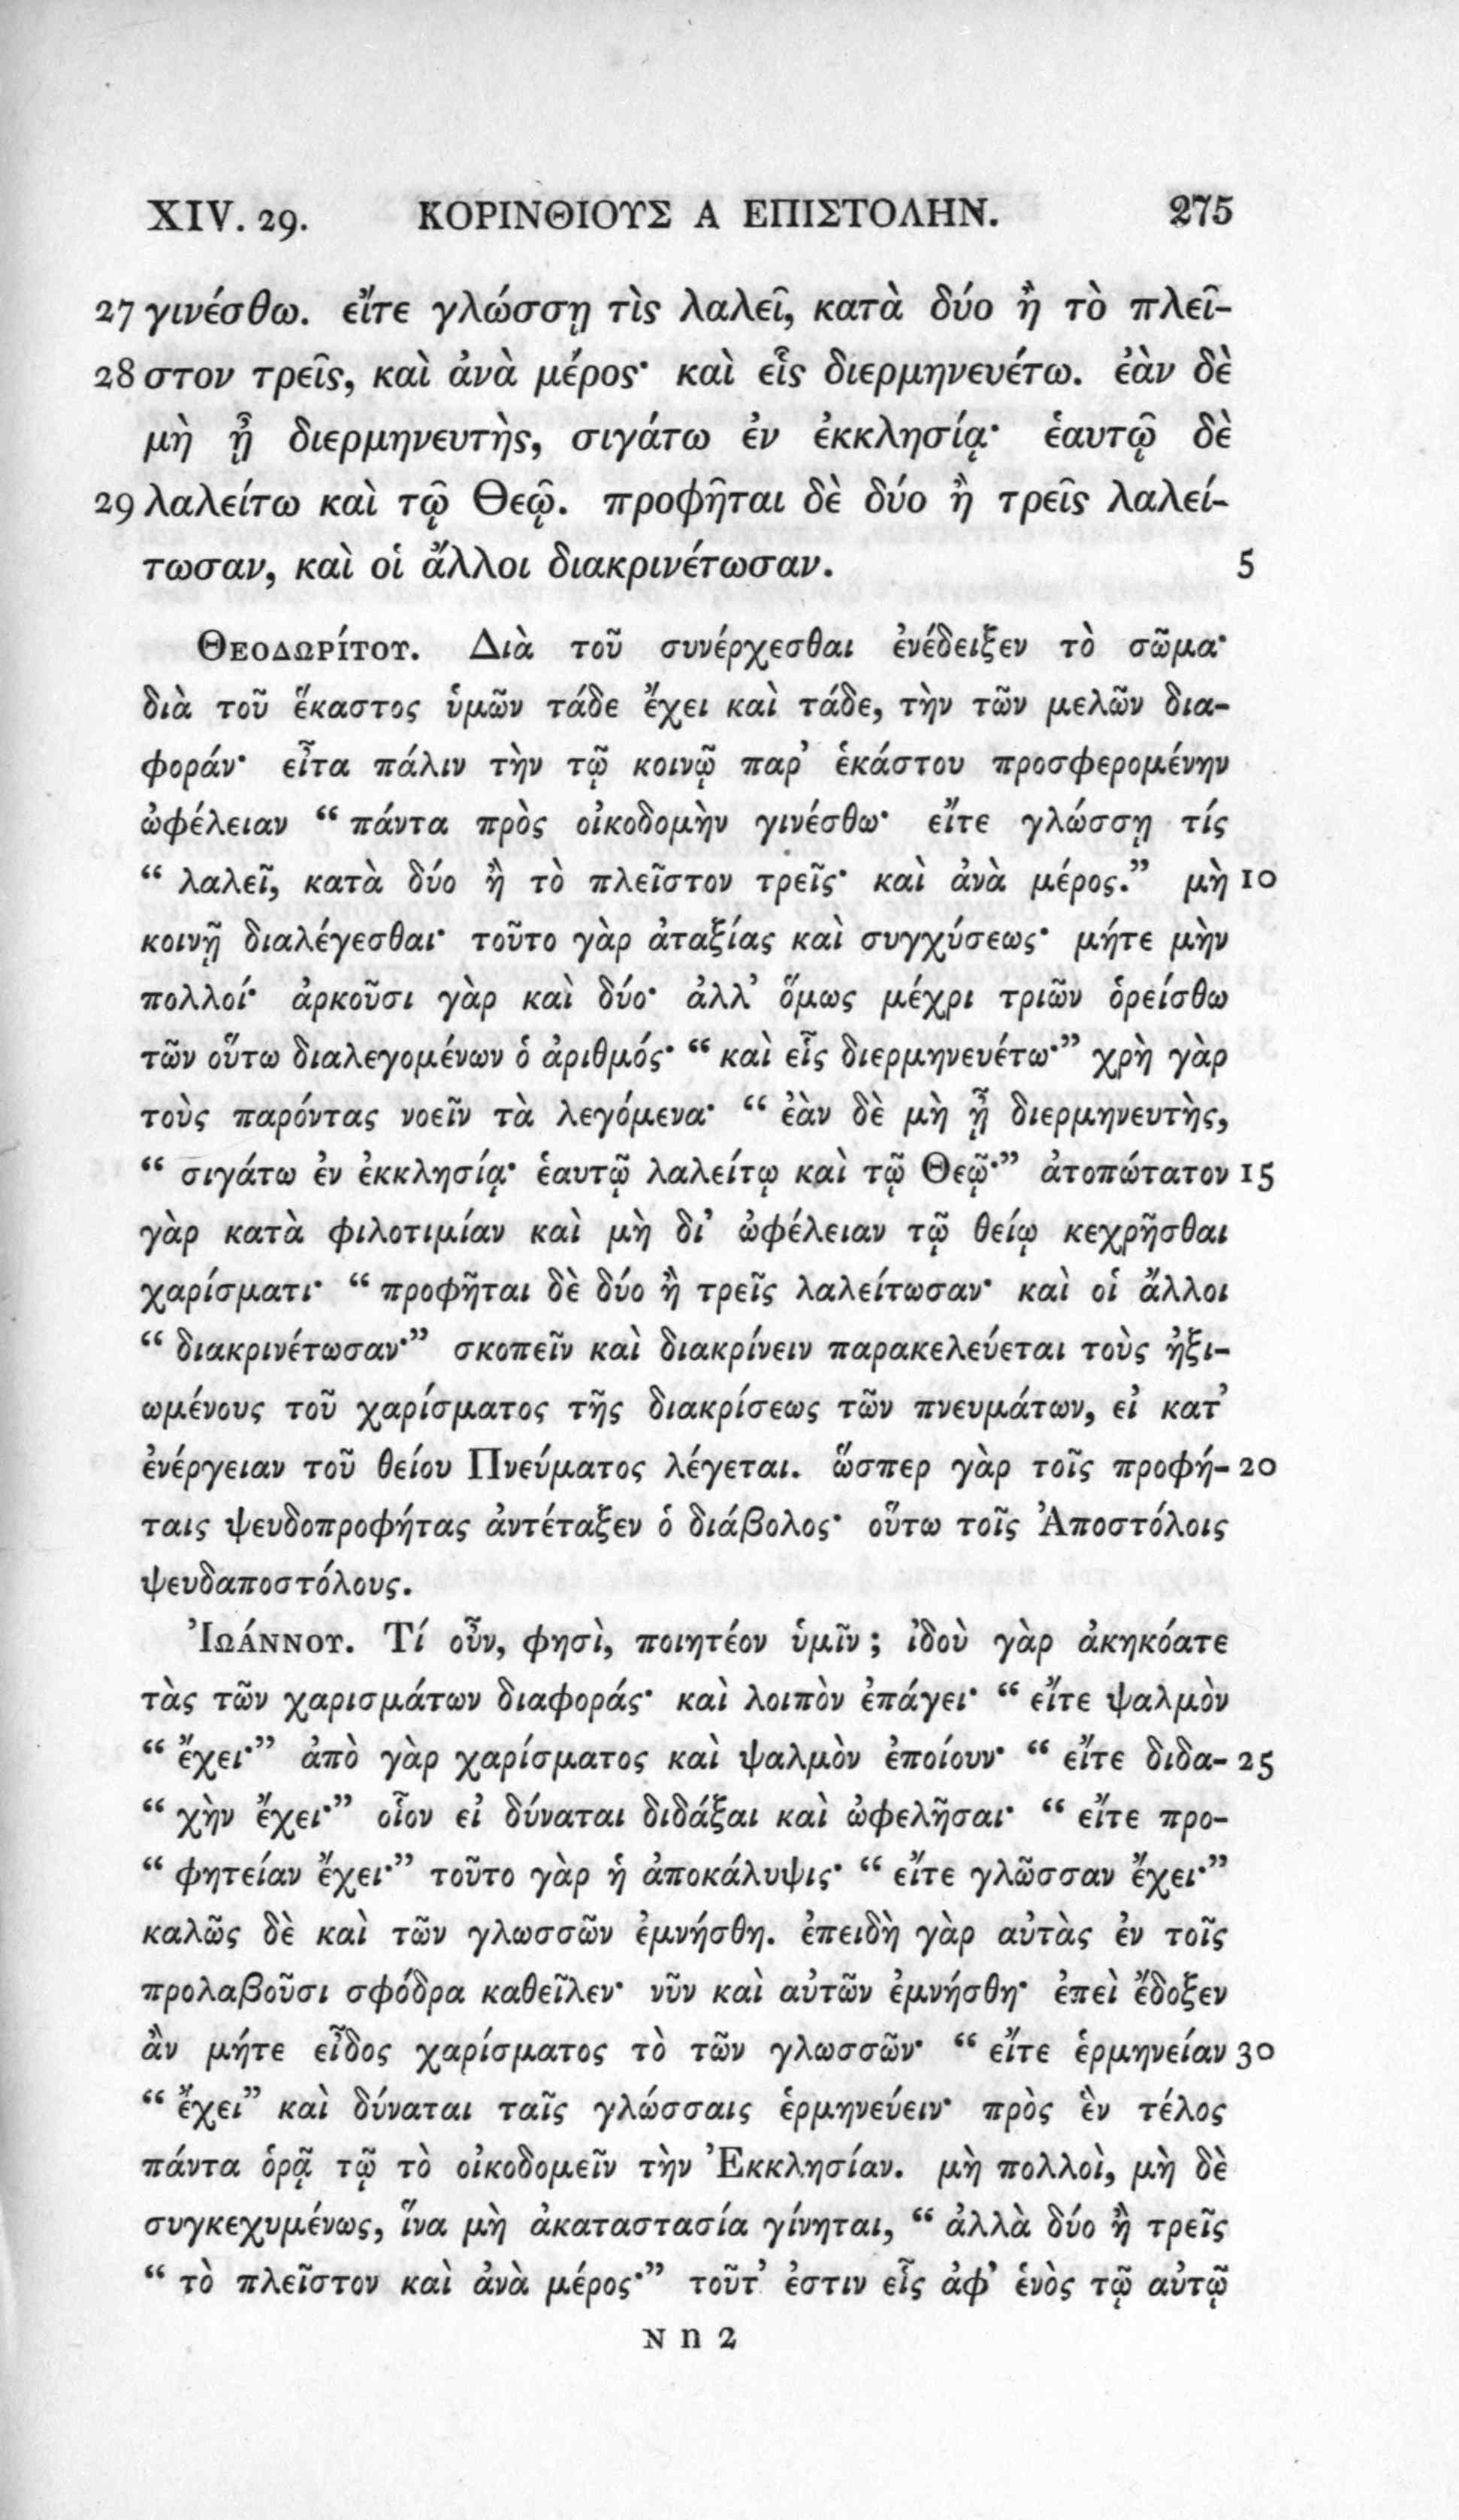 XIV. 29. ΚΟΡΙΝΘΙΟΥΣ Α ΕΠΙΣΤΟΛΗΝ. 275
27 γινέσθω. εἴτε γλώσσῃ τὶς λαλεῖ, κατὰ δύο ἢ τὸ πλεῖ-
28 στον τρεῖς, καὶ ἀνὰ μέρος· καὶ εἷς διερμηνευέτω. ἐὰν δὲ
μὴ ᾖ διερμηνευτὴς, σιγάτω ἐν ἐκκλησίᾳ· ἑαυτῷ δὲ
29 λαλείτω καὶ τῷ Θεῷ. προφῆται δὲ δύο ἢ τρεῖς λαλεί-
τωσαν, καὶ οἱ ἄλλοι διακρινέτωσαν. 5
Θεοδωρίτου. Διὰ τοῦ συνέρχεσθαι ἐνέδειξεν τὸ σῶμα·
διὰ τοῦ ἕκαστος ὑμῶν τάδε ἔχει καὶ τάδε, τὴν τῶν μελῶν δια-
φοράν· εἶτα πάλιν τὴν τῷ κοινῷ παρ’ ἑκάστου προσφερομένην
ὠφέλειαν “ πάντα πρὸς οἰκοδομὴν γινέσθω· εἴτε γλώσσῃ τίς
“ λαλεῖ, κατὰ δύο ἢ τὸ πλεῖστον τρεῖς· καὶ ἀνὰ μέρος.” μὴ 10
κοινῇ διαλέγεσθαι· τοῦτο γὰρ ἀταξίας καὶ συγχύσεως· μήτε μὴν
πολλοί· ἀρκοῦσι γὰρ καὶ δύο· ἀλλ’ ὅμως μέχρι τριῶν ὁρείσθω
τῶν οὕτω διαλεγομένων ὁ ἀριθμός· “ καὶ εἷς διερμηνευέτω·” χρὴ γὰρ
τοὺς παρόντας νοεῖν τὰ λεγόμενα· “ ἐὰν δὲ μὴ ᾖ διερμηνευτὴς,
“ σιγάτω ἐν ἐκκλησίᾳ· ἑαυτῷ λαλείτῳ καὶ τῷ Θεῷ·” ἀτοπώτατον 15
γὰρ κατὰ φιλοτιμίαν καὶ μὴ δι’ ὠφέλειαν τῷ θείῳ κεχρῆσθαι
χαρίσματι· “ προφῆται δὲ δύο ἢ τρεῖς λαλείτωσαν· καὶ οἱ ἄλλοι
“ διακρινέτωσαν·” σκοπεῖν καὶ διακρίνειν παρακελεύεται τοὺς ἠξι-
ωμένους τοῦ χαρίσματος τῆς διακρίσεως τῶν πνευμάτων, εἰ κατ’
ἐνέργειαν τοῦ θείου Πνεύματος λέγεται. ὥσπερ γὰρ τοῖς προφή- 20
ταις ψευδοπροφήτας ἀντέταξεν ὁ διάβολος· οὕτω τοῖς Ἀποστόλοις
ψευδαποστόλους.
Ἰωάννου. Τί οὖν, φησὶ, ποιητέον ὑμῖν ; ἰδοὺ γὰρ ἀκηκόατε
τὰς τῶν χαρισμάτων διαφοράς· καὶ λοιπὸν ἐπάγει· “ εἴτε ψαλμὸν
“ ἔχει·” ἀπὸ γὰρ χαρίσματος καὶ ψαλμὸν ἐποίουν· “ εἴτε διδα- 25
“ χὴν ἔχει·” οἷον εἰ δύναται διδάξαι καὶ ὠφελῆσαι· “ εἴτε προ-
“ φητείαν ἔχει·” τοῦτο γὰρ ἡ ἀποκάλυψις· “ εἴτε γλῶσσαν ἔχει·”
καλῶς δὲ καὶ τῶν γλωσσῶν ἐμνήσθη. ἐπειδὴ γὰρ αὐτὰς ἐν τοῖς
προλαβοῦσι σφόδρα καθεῖλεν· νῦν καὶ αὐτῶν ἐμνήσθη· ἐπεὶ ἔδοξεν
ἂν μήτε εἶδος χαρίσματος τὸ τῶν γλωσσῶν· “ εἴτε ἑρμηνείαν 30
“ ἔχει” καὶ δύναται ταῖς γλώσσαις ἑρμηνεύειν· πρὸς ἓν τέλος
πάντα ὁρᾷ τῷ τὸ οἰκοδομεῖν τὴν Ἐκκλησίαν. μὴ πολλοὶ, μὴ δὲ
συγκεχυμένως, ἵνα μὴ ἀκαταστασία γίνηται, “ ἀλλὰ δύο ἢ τρεῖς
“ τὸ πλεῖστον καὶ ἀνὰ μέρος·” τοῦτ’ ἐστιν εἷς ἀφ’ ἑνὸς τῷ αὐτῷ
N n 2